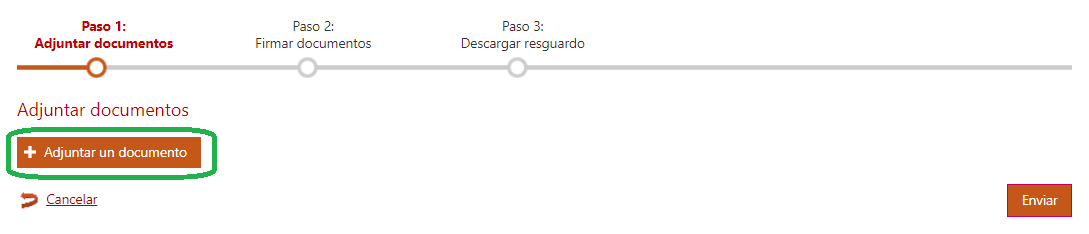 Paso 1:
Adjuntar documentos
Paso 2:
Firmar documentos
Paso 3:
Descargar resguardo
Adjuntar documentos
+ Adjuntar un documento
Cancelar
Enviar